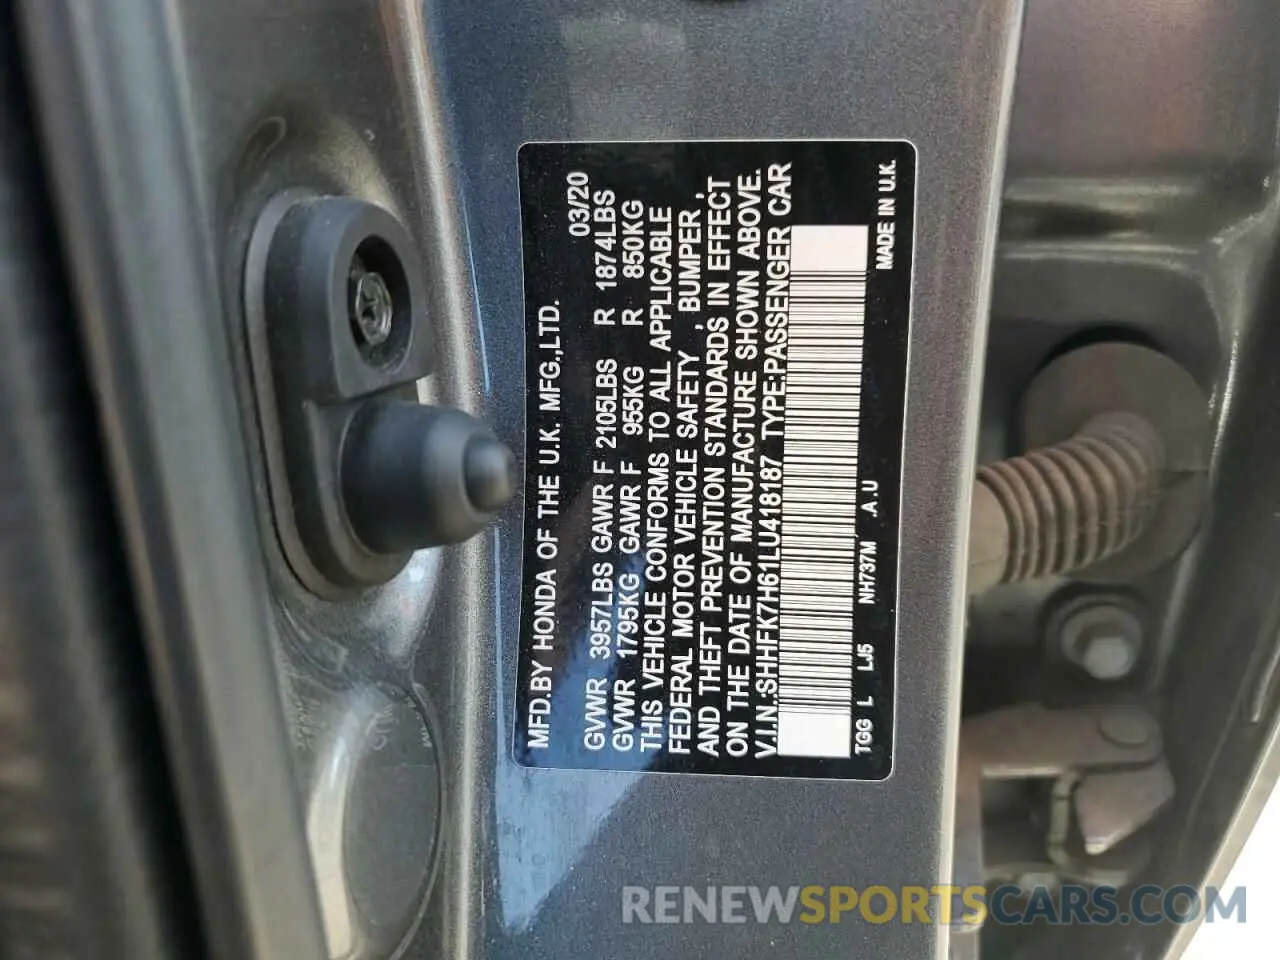 MFD.BY HONDA OF THE U.K. MFG.,LTD.
03/20
GVWR 3957LBS GAWR F 2105LBS R 1874LBS
GVWR 1795KG GAWR F 955KG R 850KG
THIS VEHICLE CONFORMS TO ALL APPLICABLE
FEDERAL MOTOR VEHICLE SAFETY , BUMPER ,
AND THEFT PREVENTION STANDARDS IN EFFECT
ON THE DATE OF MANUFACTURE SHOWN ABOVE.
V.I.N.:SHHFK7H61LU418187 TYPE:PASSENGER CAR
TGG L LJ5 NH737M .A.U
MADE IN U.K.
RENEWSPORTSCARS.COM